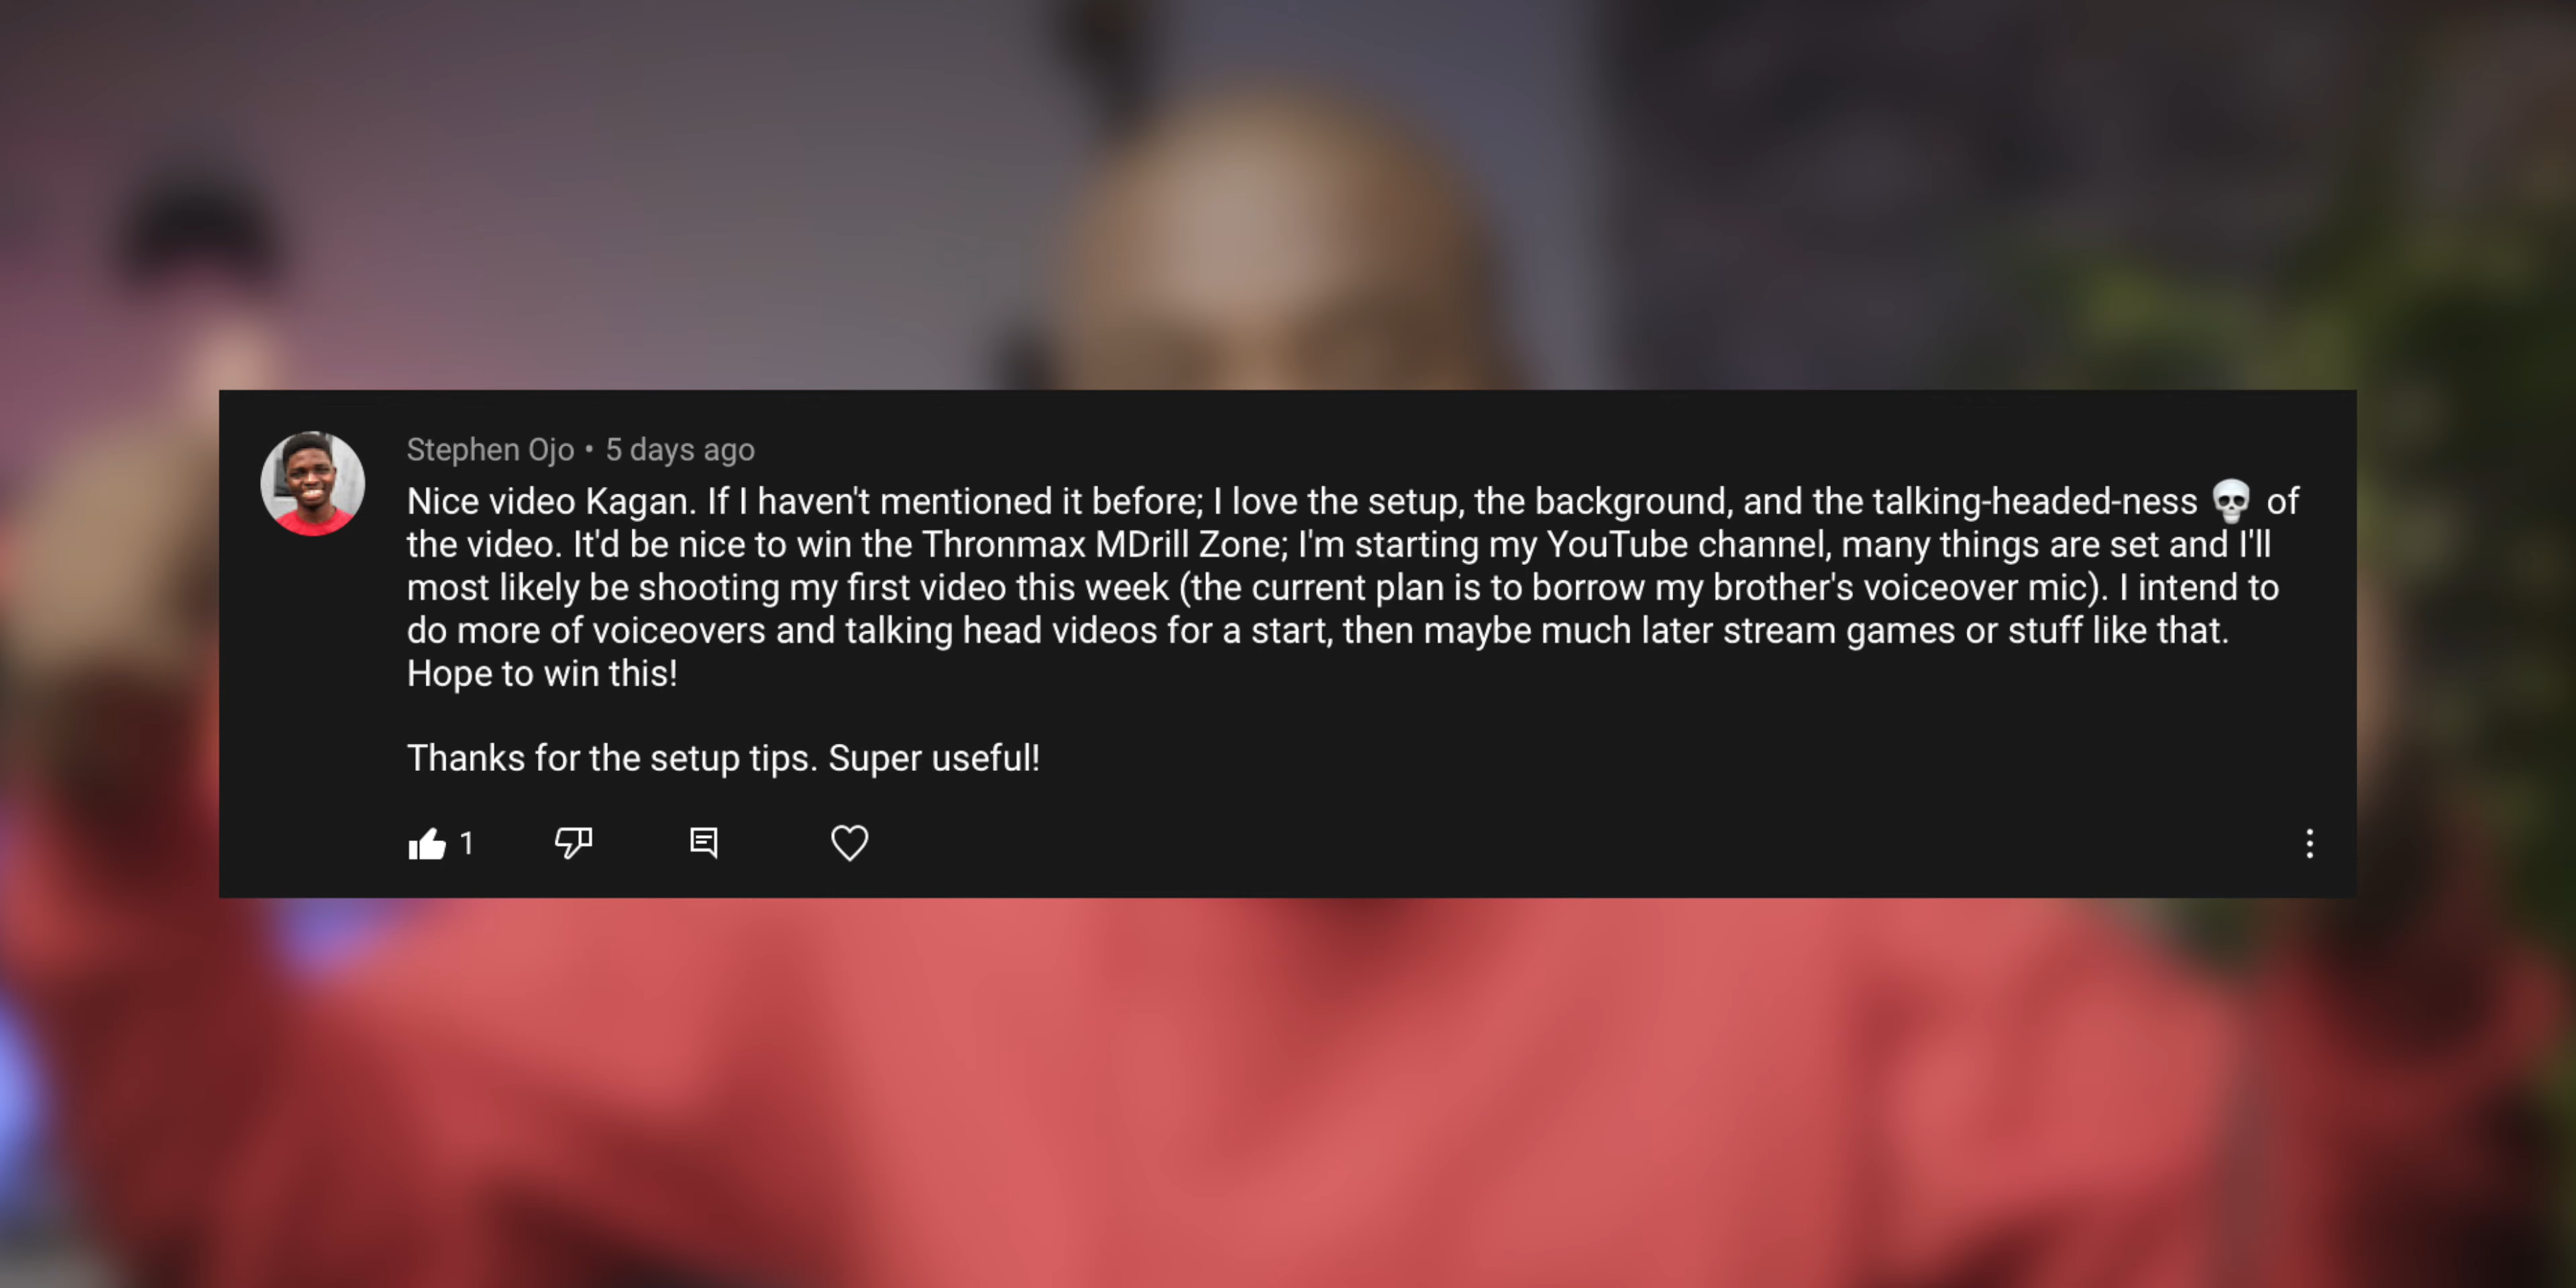 Stephen Ojo • 5 days ago
Nice video Kagan. If I haven't mentioned it before; I love the setup, the background, and the talking-headed-ness 💀 of
the video. It'd be nice to win the Thronmax MDrill Zone; I'm starting my YouTube channel, many things are set and I'll
most likely be shooting my first video this week (the current plan is to borrow my brother's voiceover mic). I intend to
do more of voiceovers and talking head videos for a start, then maybe much later stream games or stuff like that.
Hope to win this!
Thanks for the setup tips. Super useful!
1